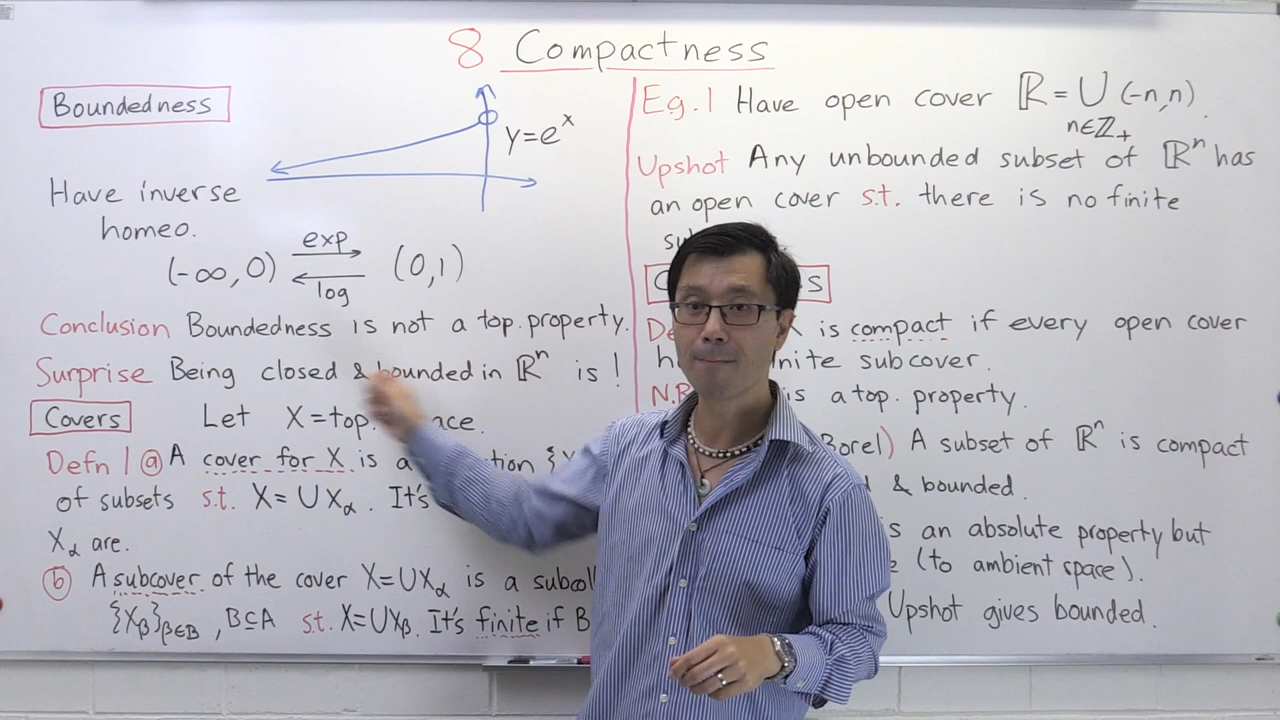 8 Compactness
Boundedness
y=e^x
Have inverse
homeo.
(-∞,0) exp (0,1)
log
Conclusion Boundedness is not a top. property.
Surprise Being closed & bounded in ℝ^n is!
Covers Let X=top.
Defn 1 ⓐ A cover for X is a
of subsets s.t. X=∪X_α. It's
X_α are.
ⓑ A subcover of the cover X=∪X_α is a
{X_β}_{β∈B}, B⊆A s.t. X=∪X_β. It's finite if B
Eg.1 Have open cover ℝ=∪(-n,n).
n∈ℤ_+
Upshot Any unbounded subset of ℝ^n has
an open cover s.t. there is no finite
X is compact if every open cover
subcover.
N.B. is a top. property.
Borel) A subset of ℝ^n is compact
& bounded.
is an absolute property but
(to ambient space).
Upshot gives bounded.